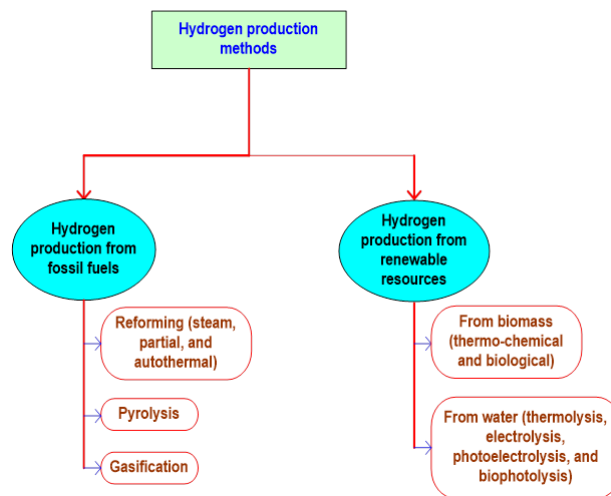 Hydrogen production
methods
Hydrogen
production from
fossil fuels
Hydrogen
production from
renewable
resources
Reforming (steam,
partial, and
autothermal)
Pyrolysis
Gasification
From biomass
(thermo-chemical
and biological)
From water (thermolysis,
electrolysis,
photoelectrolysis, and
biophotolysis)